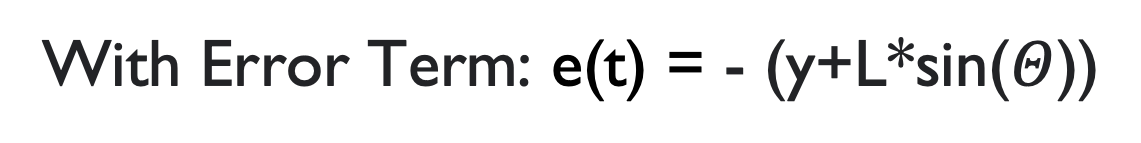 With Error Term: e(t) = - (y+L*sin(Θ))